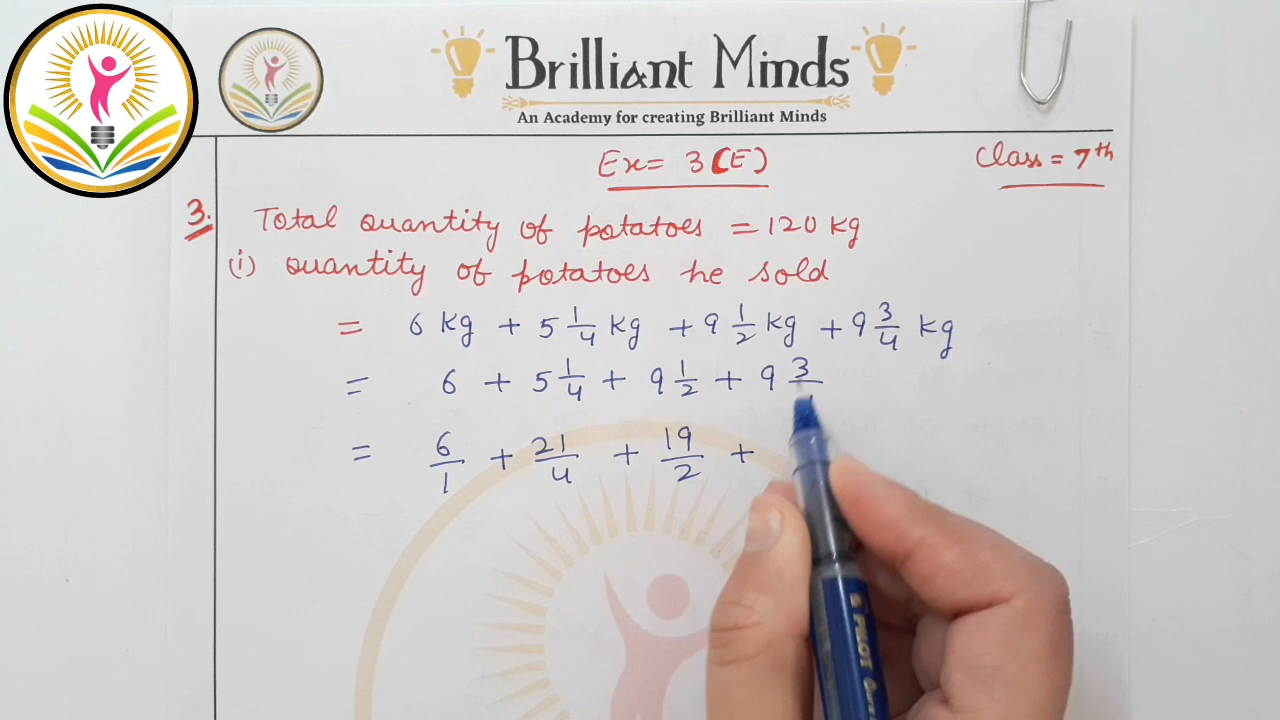 Brilliant Minds
An Academy for creating Brilliant Minds
Ex = 3 (E)
Class = 7th
3. Total quantity of potatoes = 120 kg
(i) quantity of potatoes he sold
= 6 kg + 5 1/4 kg + 9 1/2 kg + 9 3/4 kg
= 6 + 5 1/4 + 9 1/2 + 9 3/
= 6/1 + 21/4 + 19/2 +
PILOT